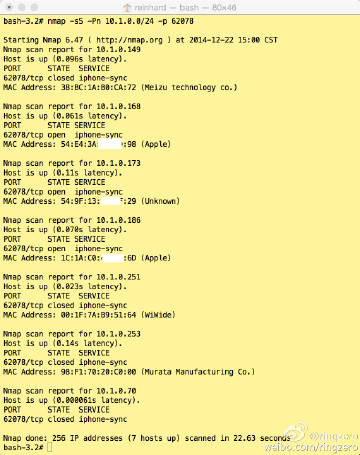 reinhard — bash — 80×46
bash-3.2# nmap -sS -Pn 10.1.0.0/24 -p 62078
Starting Nmap 6.47 ( http://nmap.org ) at 2014-12-22 15:00 CST
Nmap scan report for 10.1.0.149
Host is up (0.096s latency).
PORT STATE SERVICE
62078/tcp closed iphone-sync
MAC Address: 38:BC:1A:B0:CA:72 (Meizu technology co.)
Nmap scan report for 10.1.0.168
Host is up (0.061s latency).
PORT STATE SERVICE
62078/tcp open iphone-sync
MAC Address: 54:E4:3A: :98 (Apple)
Nmap scan report for 10.1.0.173
Host is up (0.11s latency).
PORT STATE SERVICE
62078/tcp open iphone-sync
MAC Address: 54:9F:13: F:29 (Unknown)
Nmap scan report for 10.1.0.186
Host is up (0.070s latency).
PORT STATE SERVICE
62078/tcp open iphone-sync
MAC Address: 1C:1A:C0: :6D (Apple)
Nmap scan report for 10.1.0.251
Host is up (0.023s latency).
PORT STATE SERVICE
62078/tcp closed iphone-sync
MAC Address: 00:1F:7A:B9:51:64 (WiWide)
Nmap scan report for 10.1.0.253
Host is up (0.14s latency).
PORT STATE SERVICE
62078/tcp closed iphone-sync
MAC Address: 98:F1:70:20:C0:00 (Murata Manufacturing Co.)
Nmap scan report for 10.1.0.70
Host is up (0.000061s latency).
PORT STATE SERVICE
62078/tcp closed iphone-sync
Nmap done: 256 IP addresses (7 hosts up) scanned in 22.63 seconds
bash-3.2#
@ringzero
weibo.com/ringzero